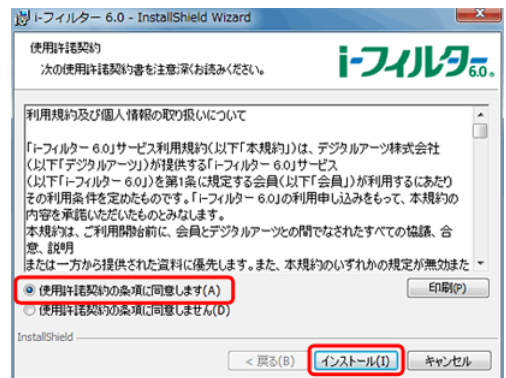 i-フィルター 6.0 - InstallShield Wizard
使用許諾契約
次の使用許諾契約書を注意深くお読みください。
i-フィルター 6.0.
利用規約及び個人情報の取り扱いについて
「i-フィルター 6.0」サービス利用規約(以下「本規約」)は、デジタルアーツ株式会社
(以下「デジタルアーツ」)が提供する「i-フィルター 6.0」サービス
(以下「i-フィルター 6.0」)を第1条に規定する会員(以下「会員」)が利用するにあたり
その利用条件を定めたものです。「i-フィルター 6.0」の利用申し込みをもって、本規約の
内容を承諾いただいたものとみなします。
本規約は、ご利用開始前に、会員とデジタルアーツとの間でなされたすべての協議、合
意、説明
または一方から提供された資料に優先します。また、本規約のいずれかの規定が無効また
使用許諾契約の条項に同意します(A)
印刷(P)
使用許諾契約の条項に同意しません(D)
InstallShield
< 戻る(B)
インストール(I)
キャンセル